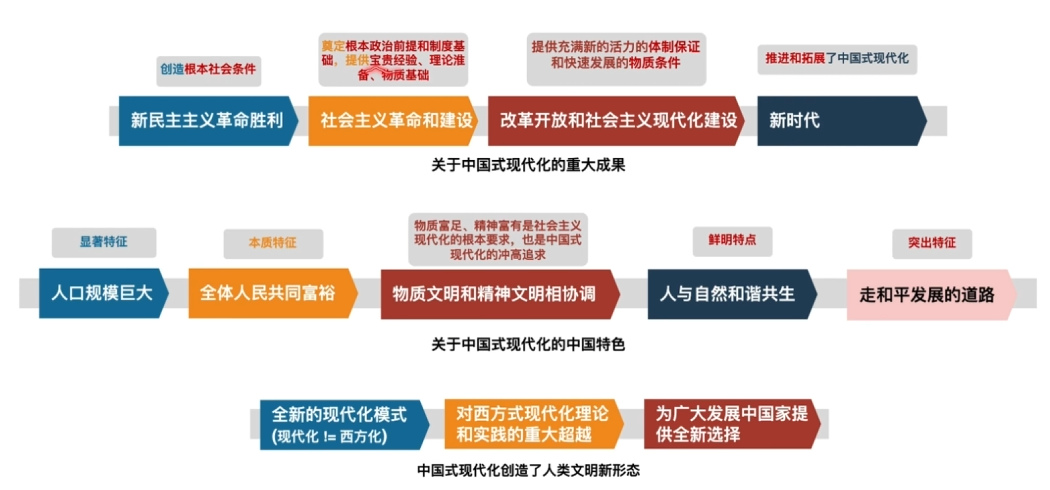 创造根本社会条件
奠定根本政治前提和制度基
础，提供宝贵经验、理论准
备、物质基础
提供充满新的活力的体制保证
和快速发展的物质条件
推进和拓展了中国式现代化
新民主主义革命胜利
社会主义革命和建设
改革开放和社会主义现代化建设
新时代
关于中国式现代化的重大成果
显著特征
本质特征
物质富足、精神富有是社会主义
现代化的根本要求，也是中国式
现代化的冲高追求
鲜明特点
突出特征
人口规模巨大
全体人民共同富裕
物质文明和精神文明相协调
人与自然和谐共生
走和平发展的道路
关于中国式现代化的中国特色
全新的现代化模式
(现代化 != 西方化)
对西方式现代化理论
和实践的重大超越
为广大发展中国家提
供全新选择
中国式现代化创造了人类文明新形态